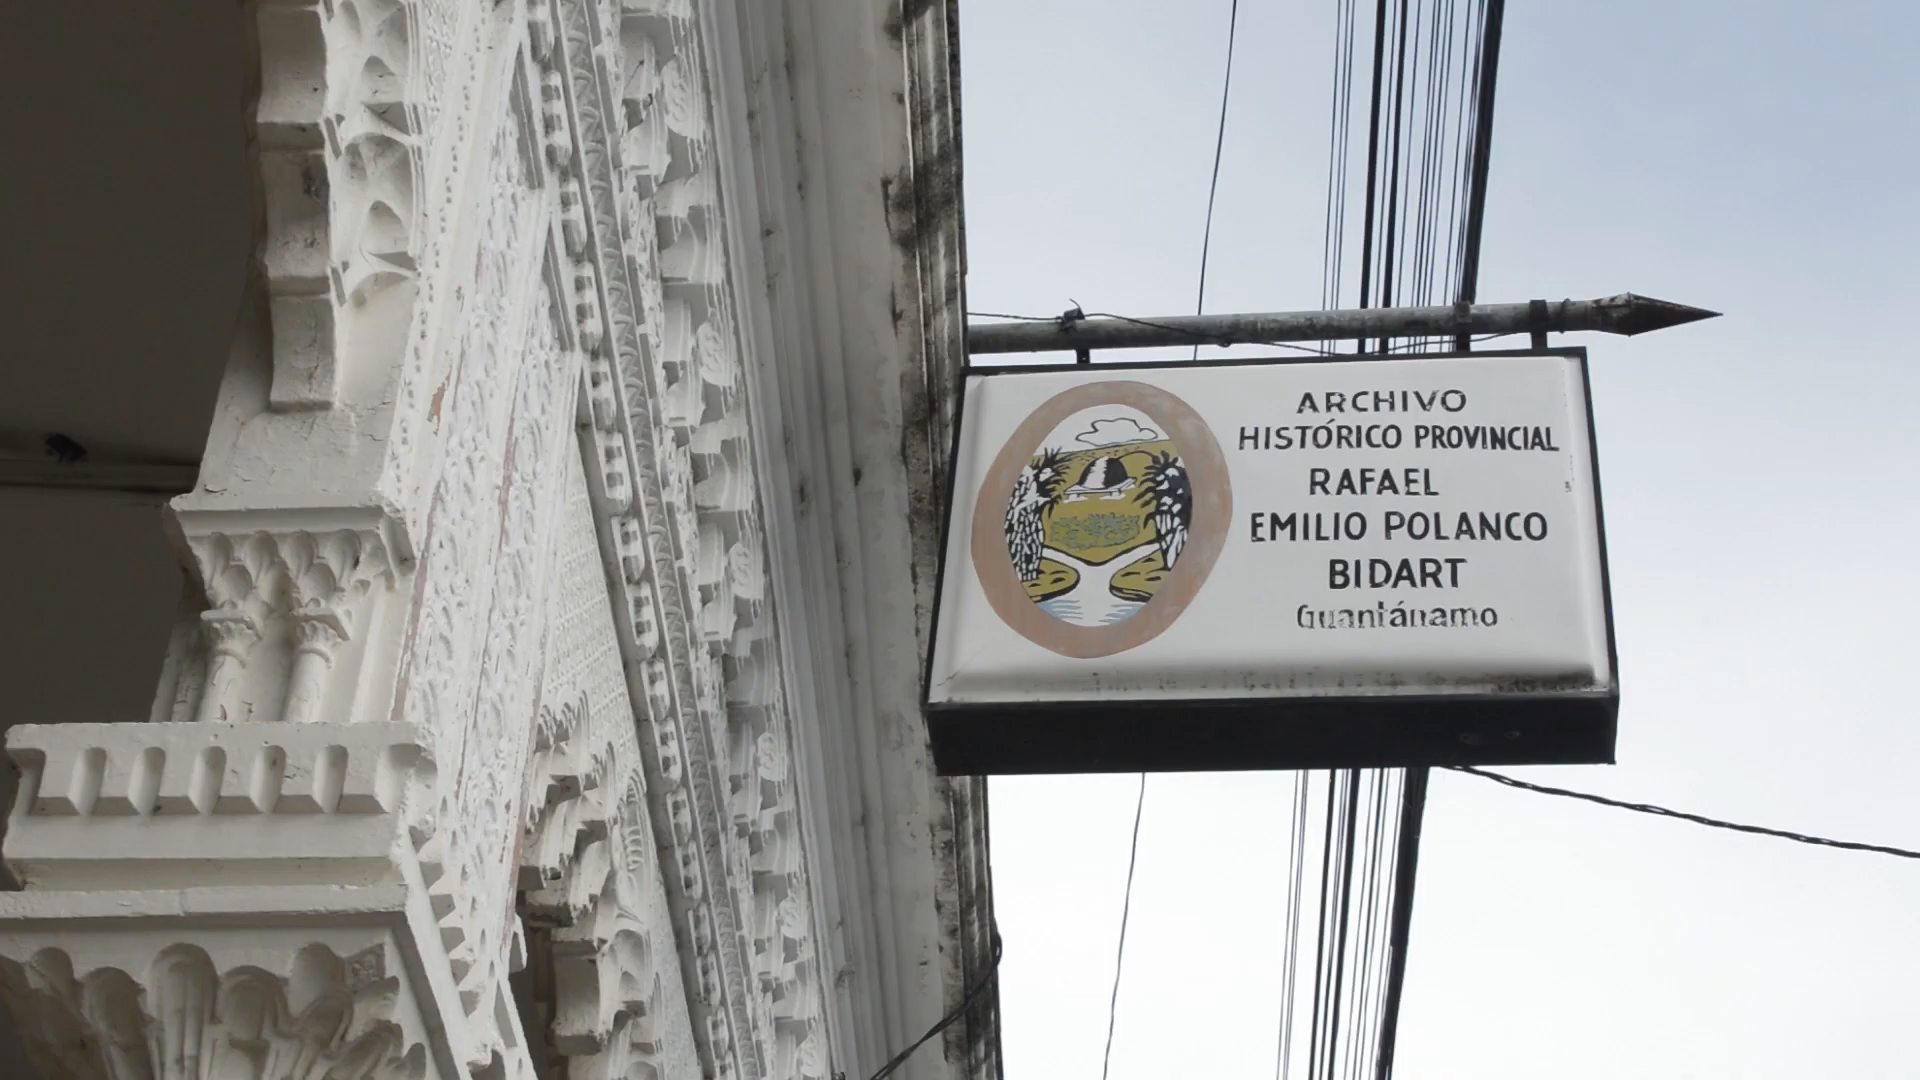 ARCHIVO
HISTÓRICO PROVINCIAL
RAFAEL
EMILIO POLANCO
BIDART
Guantánamo